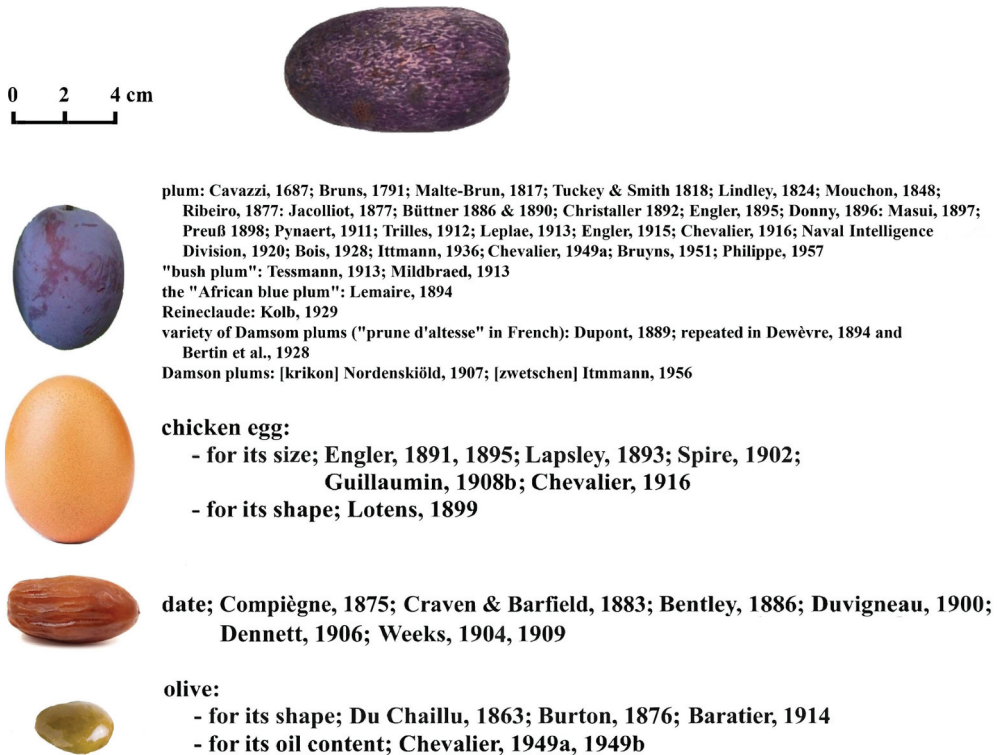 0 2 4 cm
plum: Cavazzi, 1687; Bruns, 1791; Malte-Brun, 1817; Tuckey & Smith 1818; Lindley, 1824; Mouchon, 1848;
Ribeiro, 1877: Jacolliot, 1877; Büttner 1886 & 1890; Christaller 1892; Engler, 1895; Donny, 1896: Masui, 1897;
Preuß 1898; Pynaert, 1911; Trilles, 1912; Leplae, 1913; Engler, 1915; Chevalier, 1916; Naval Intelligence
Division, 1920; Bois, 1928; Ittmann, 1936; Chevalier, 1949a; Bruyns, 1951; Philippe, 1957
"bush plum": Tessmann, 1913; Mildbraed, 1913
the "African blue plum": Lemaire, 1894
Reineclaude: Kolb, 1929
variety of Damsom plums ("prune d'altesse" in French): Dupont, 1889; repeated in Dewèvre, 1894 and
Bertin et al., 1928
Damson plums: [krikon] Nordenskiöld, 1907; [zwetschen] Itmmann, 1956
chicken egg:
- for its size; Engler, 1891, 1895; Lapsley, 1893; Spire, 1902;
Guillaumin, 1908b; Chevalier, 1916
- for its shape; Lotens, 1899
date; Compiègne, 1875; Craven & Barfield, 1883; Bentley, 1886; Duvigneau, 1900;
Dennett, 1906; Weeks, 1904, 1909
olive:
- for its shape; Du Chaillu, 1863; Burton, 1876; Baratier, 1914
- for its oil content; Chevalier, 1949a, 1949b